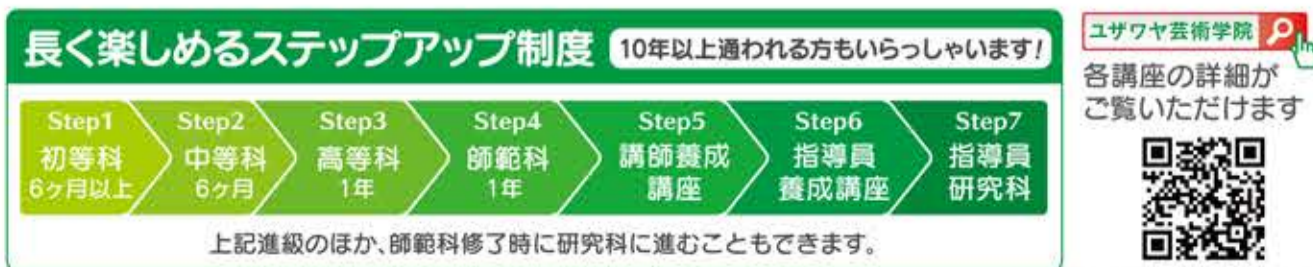 長く楽しめるステップアップ制度
10年以上通われる方もいらっしゃいます!
Step1
初等科
6ヶ月以上
Step2
中等科
6ヶ月
Step3
高等科
1年
Step4
師範科
1年
Step5
講師養成
講座
Step6
指導員
養成講座
Step7
指導員
研究科
上記進級のほか、師範科修了時に研究科に進むこともできます。
ユザワヤ芸術学院
各講座の詳細が
ご覧いただけます